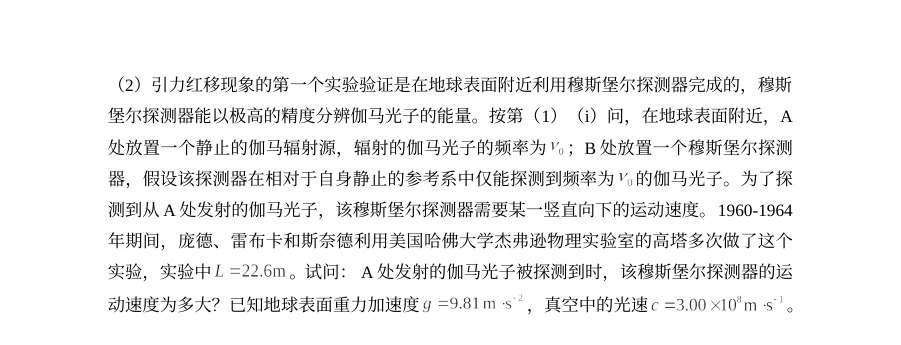 （2）引力红移现象的第一个实验验证是在地球表面附近利用穆斯堡尔探测器完成的，穆斯
堡尔探测器能以极高的精度分辨伽马光子的能量。按第（1）（i）问，在地球表面附近，A
处放置一个静止的伽马辐射源，辐射的伽马光子的频率为ν₀；B 处放置一个穆斯堡尔探测
器，假设该探测器在相对于自身静止的参考系中仅能探测到频率为ν₀的伽马光子。为了探
测到从 A 处发射的伽马光子，该穆斯堡尔探测器需要某一竖直向下的运动速度。1960-1964
年期间，庞德、雷布卡和斯奈德利用美国哈佛大学杰弗逊物理实验室的高塔多次做了这个
实验，实验中 L =22.6m 。试问： A 处发射的伽马光子被探测到时，该穆斯堡尔探测器的运
动速度为多大？已知地球表面重力加速度 g =9.81 m ·s⁻²，真空中的光速 c =3.00 ×10⁸ m ·s⁻¹。